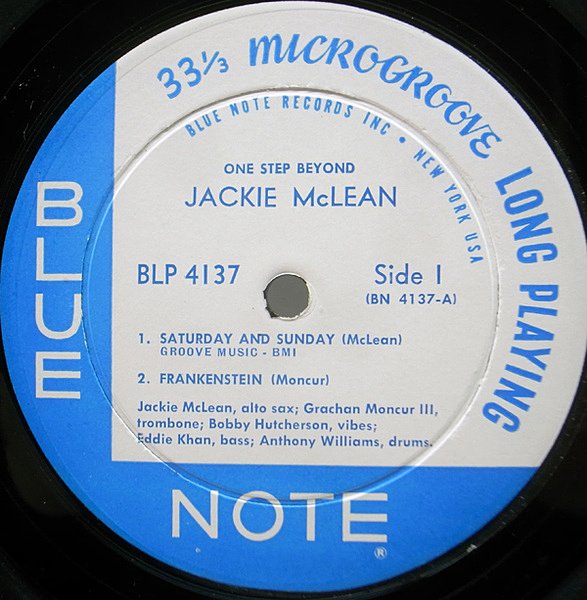 33⅓ MICROGROOVE LONG PLAYING
BLUE NOTE RECORDS INC • NEW YORK USA
ONE STEP BEYOND
JACKIE McLEAN
BLP 4137
Side 1
(BN 4137-A)
1. SATURDAY AND SUNDAY (McLean)
GROOVE MUSIC - BMI
2. FRANKENSTEIN (Moncur)
Jackie McLean, alto sax; Grachan Moncur III,
trombone; Bobby Hutcherson, vibes;
Eddie Khan, bass; Anthony Williams, drums.
BLUE
NOTE
®